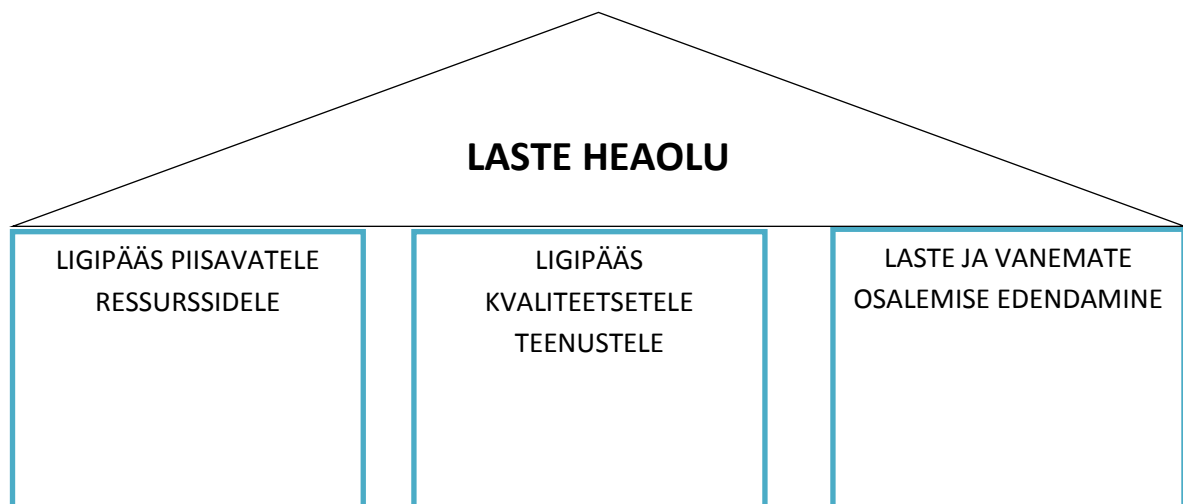 LASTE HEAOLU
LIGIPÄÄS PIISAVATELE
RESSURSSIDELE
LIGIPÄÄS
KVALITEETSETELE
TEENUSTELE
LASTE JA VANEMATE
OSALEMISE EDENDAMINE